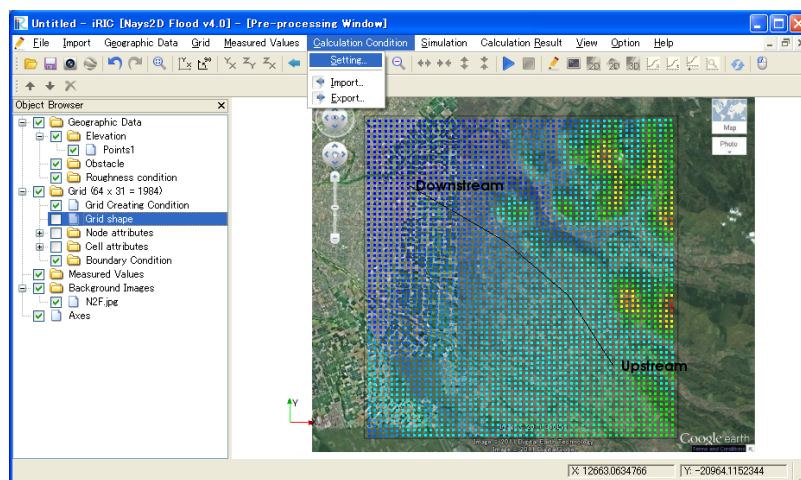 Untitled - iRIC [Nays2D Flood v4.0] - [Pre-processing Window]
File Import Geographic Data Grid Measured Values Calculation Condition Simulation Calculation Result View Option Help
Setting...
Import...
Export...
Object Browser
Geographic Data
Elevation
Points1
Obstacle
Roughness condition
Grid (64 x 31 = 1984)
Grid Creating Condition
Grid shape
Node attributes
Cell attributes
Boundary Condition
Measured Values
Background Images
N2F.jpg
Axes
Map
Photo
Downstream
Upstream
Y
Google earth
Terms and Conditions
X: 12663.0634766
Y: -20964.1152344